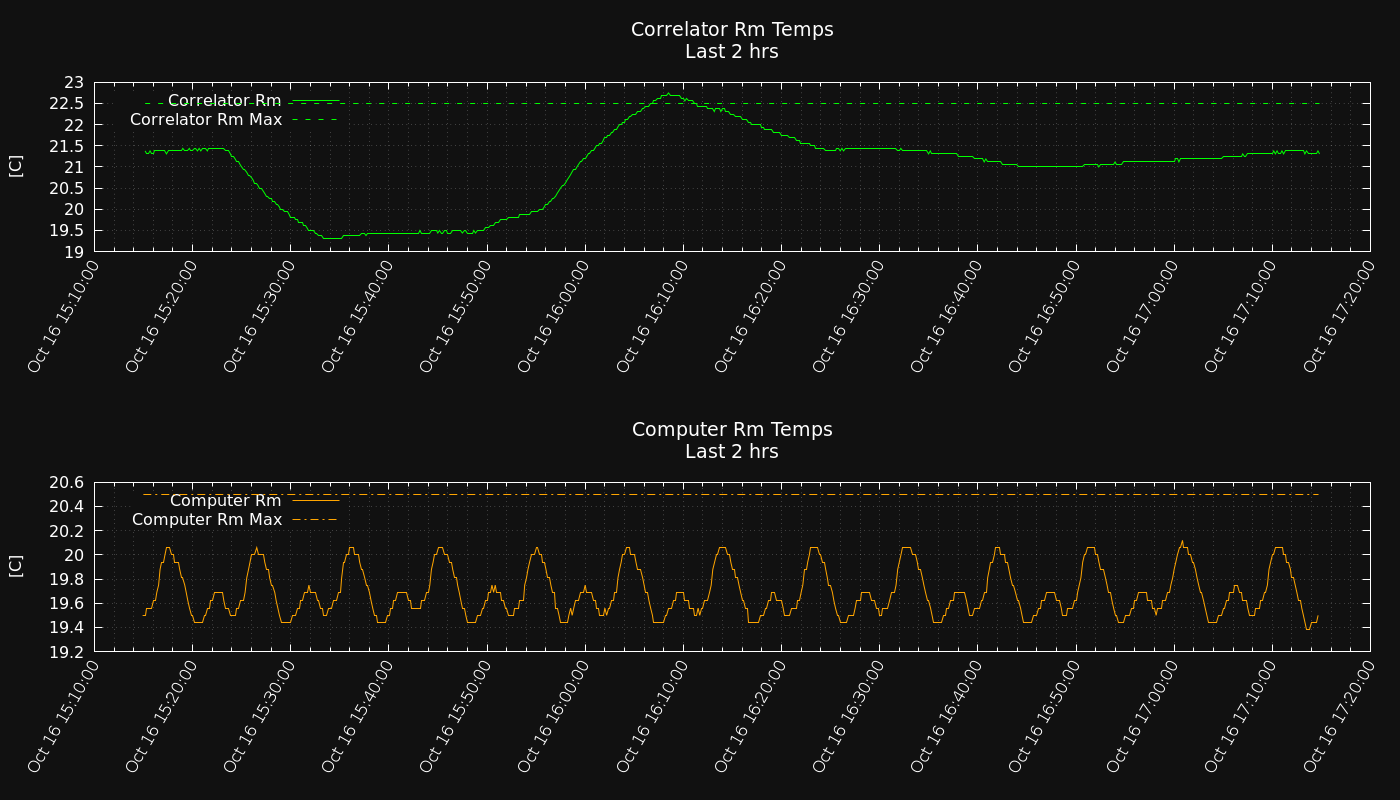 Correlator Rm Temps
Last 2 hrs
23
22.5
22
21.5
21
20.5
20
19.5
19
[C]
Correlator Rm
Correlator Rm Max
Oct 16 15:10:00
Oct 16 15:20:00
Oct 16 15:30:00
Oct 16 15:40:00
Oct 16 15:50:00
Oct 16 16:00:00
Oct 16 16:10:00
Oct 16 16:20:00
Oct 16 16:30:00
Oct 16 16:40:00
Oct 16 16:50:00
Oct 16 17:00:00
Oct 16 17:10:00
Oct 16 17:20:00
Computer Rm Temps
Last 2 hrs
20.6
20.4
20.2
20
19.8
19.6
19.4
19.2
[C]
Computer Rm
Computer Rm Max
Oct 16 15:10:00
Oct 16 15:20:00
Oct 16 15:30:00
Oct 16 15:40:00
Oct 16 15:50:00
Oct 16 16:00:00
Oct 16 16:10:00
Oct 16 16:20:00
Oct 16 16:30:00
Oct 16 16:40:00
Oct 16 16:50:00
Oct 16 17:00:00
Oct 16 17:10:00
Oct 16 17:20:00